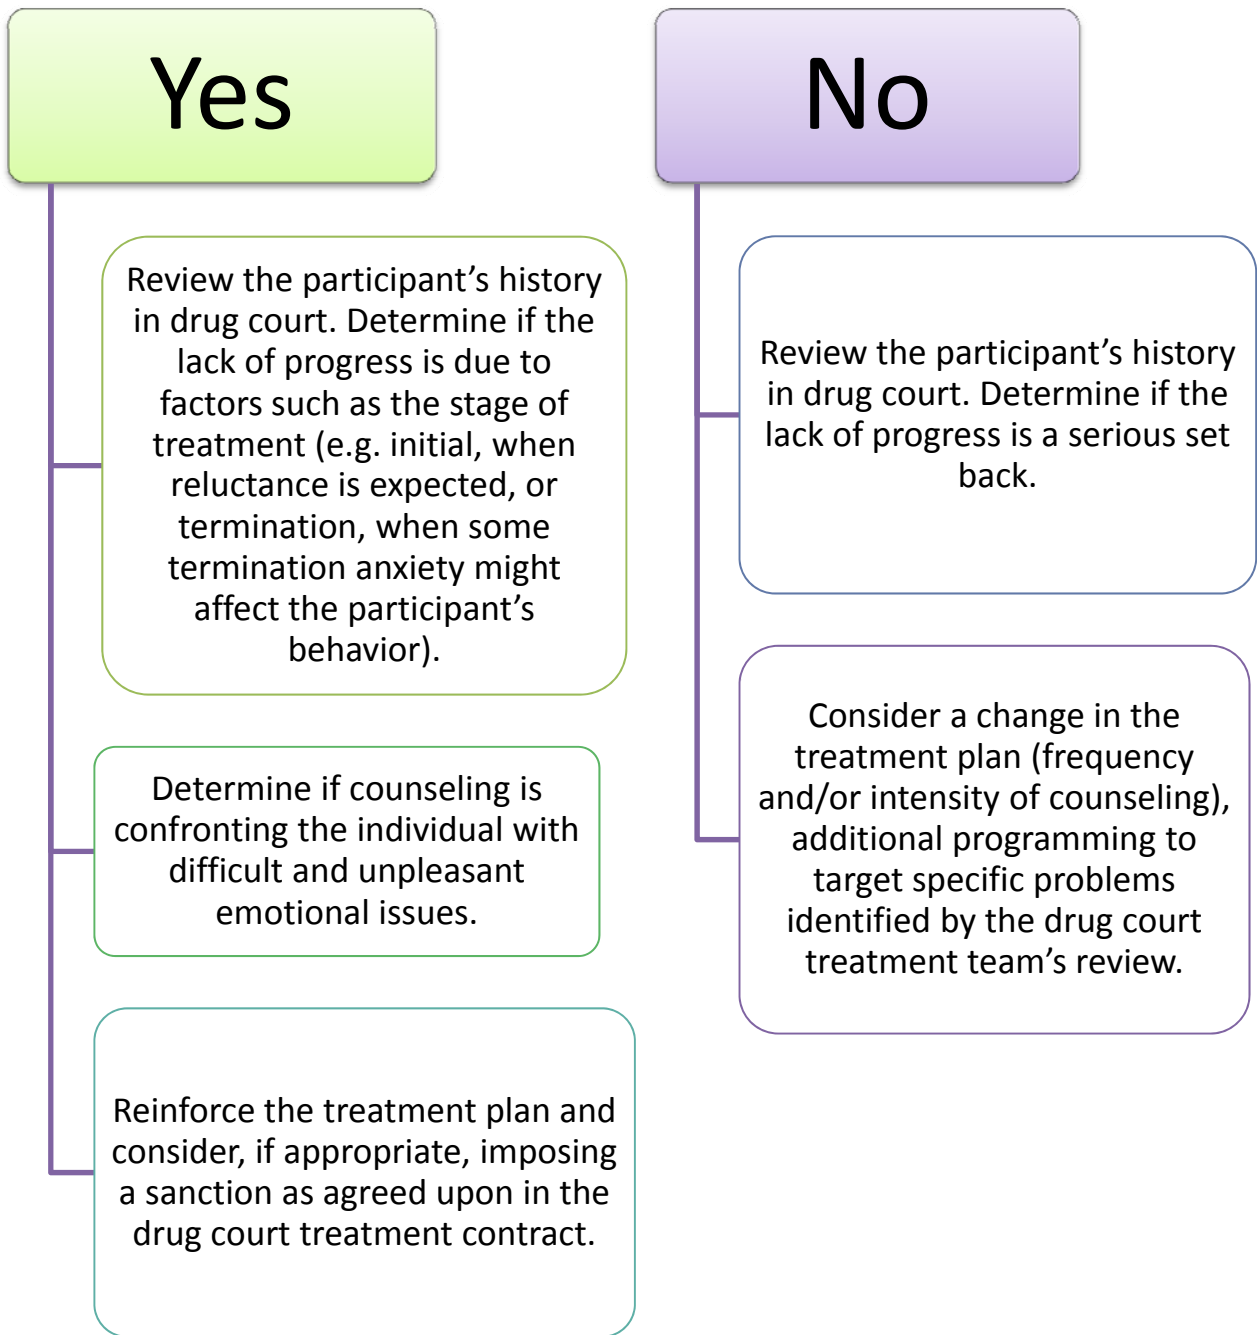 Yes
Review the participant’s history
in drug court. Determine if the
lack of progress is due to
factors such as the stage of
treatment (e.g. initial, when
reluctance is expected, or
termination, when some
termination anxiety might
affect the participant’s
behavior).
Determine if counseling is
confronting the individual with
difficult and unpleasant
emotional issues.
Reinforce the treatment plan and
consider, if appropriate, imposing
a sanction as agreed upon in the
drug court treatment contract.
No
Review the participant’s history
in drug court. Determine if the
lack of progress is a serious set
back.
Consider a change in the
treatment plan (frequency
and/or intensity of counseling),
additional programming to
target specific problems
identified by the drug court
treatment team’s review.